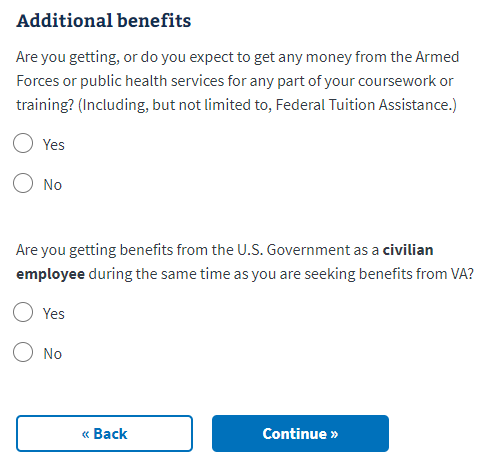 Additional benefits
Are you getting, or do you expect to get any money from the Armed
Forces or public health services for any part of your coursework or
training? (Including, but not limited to, Federal Tuition Assistance.)
Yes
No
Are you getting benefits from the U.S. Government as a civilian
employee during the same time as you are seeking benefits from VA?
Yes
No
« Back
Continue »